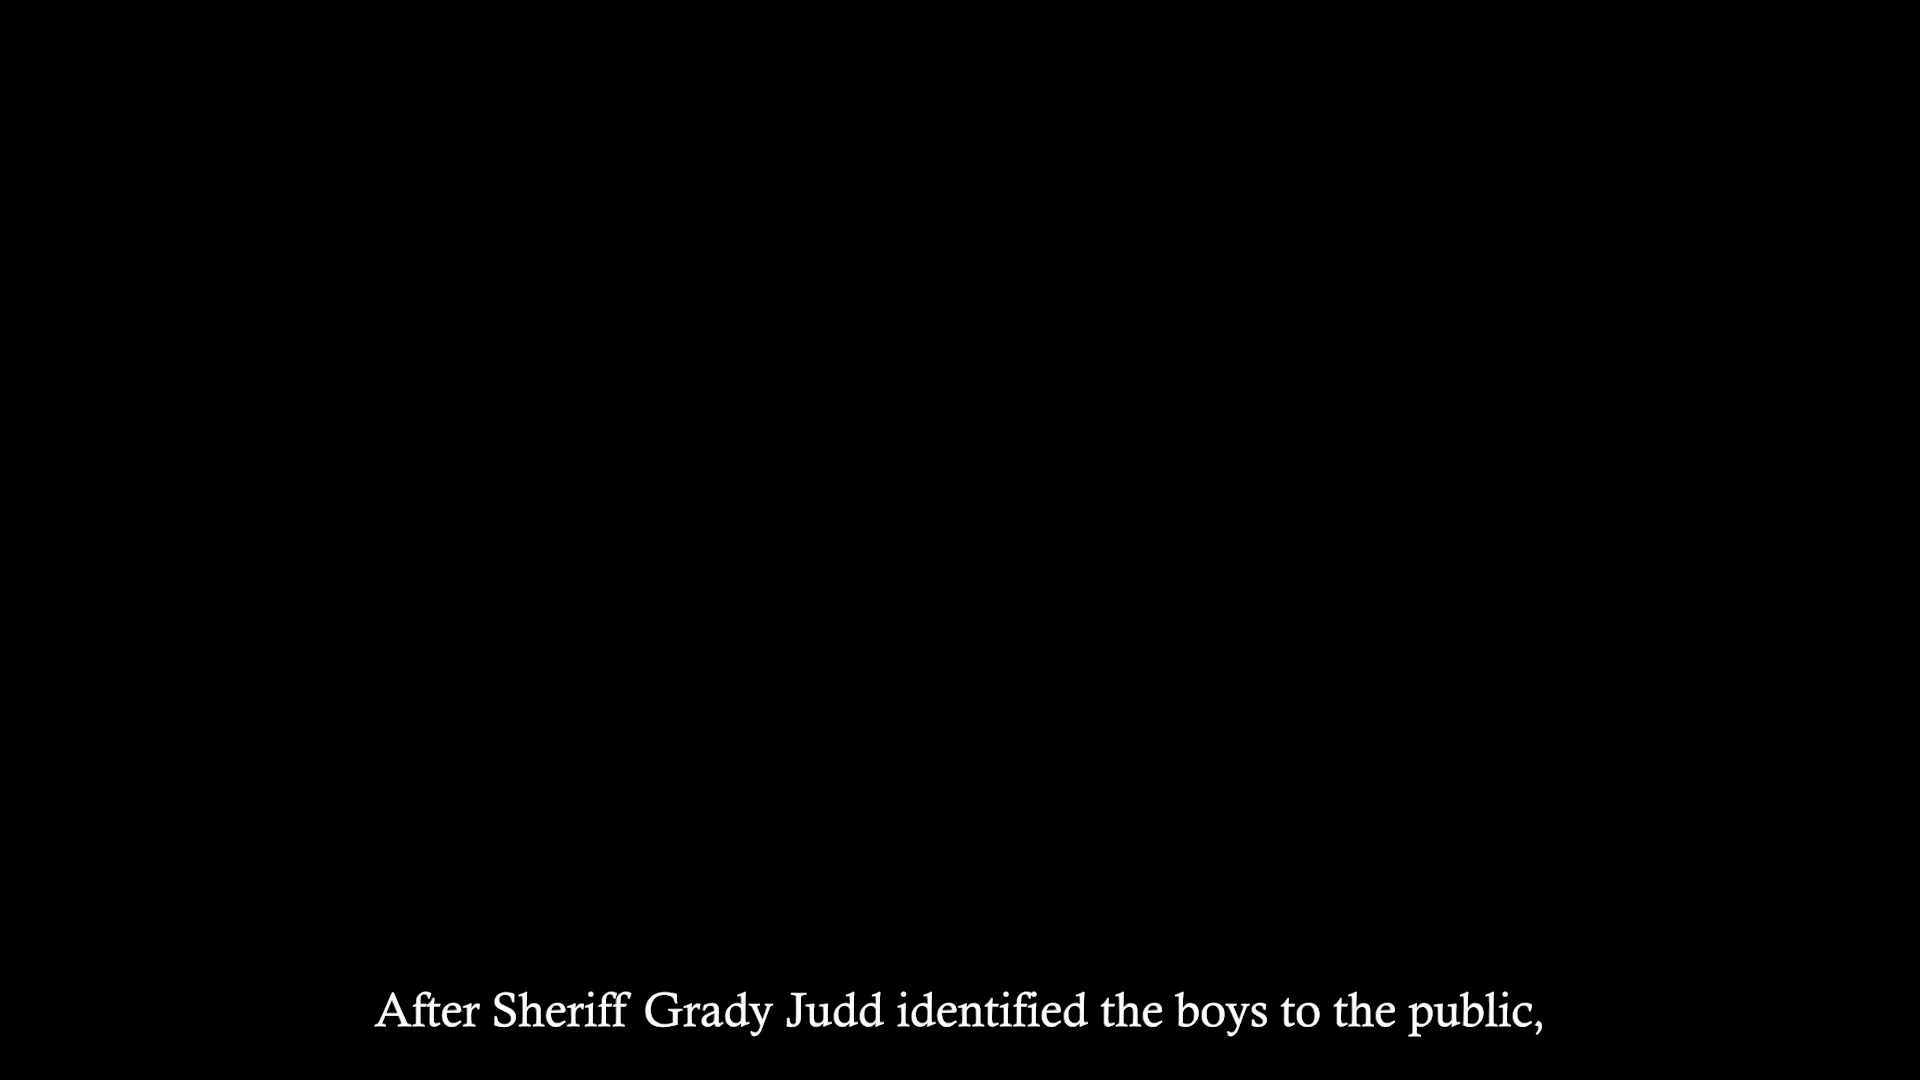 After Sheriff Grady Judd identified the boys to the public,